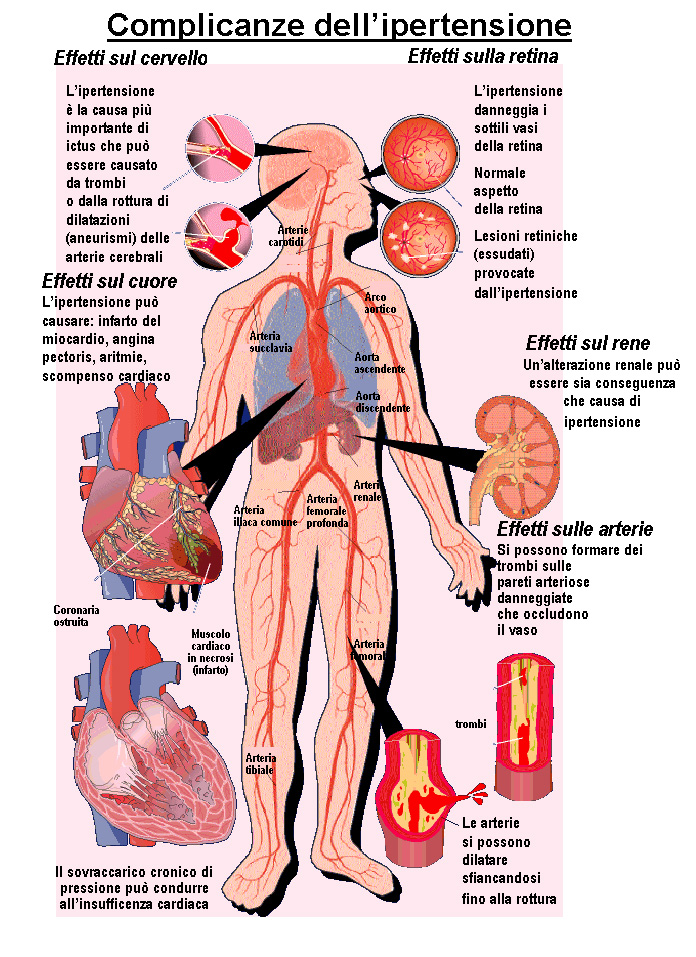 Complicanze dell'ipertensione
Effetti sul cervello
L'ipertensione
è la causa più
importante di
ictus che può
essere causato
da trombi
o dalla rottura di
dilatazioni
(aneurismi) delle
arterie cerebrali
Effetti sulla retina
L'ipertensione
danneggia i
sottili vasi
della retina
Normale
aspetto
della retina
Lesioni retiniche
(essudati)
provocate
dall'ipertensione
Effetti sul cuore
L'ipertensione può
causare: infarto del
miocardio, angina
pectoris, aritmie,
scompenso cardiaco
Arterie
carotidi
Arco
aortico
Arteria
succlavia
Aorta
ascendente
Aorta
discendente
Effetti sul rene
Un'alterazione renale può
essere sia conseguenza
che causa di
ipertensione
Arteri
renale
Arteria
illaca comune
Arteria
femorale
profonda
Effetti sulle arterie
Si possono formare dei
trombi sulle
pareti arteriose
danneggiate
che occludono
il vaso
Coronaria
ostruita
Muscolo
cardiaco
in necrosi
(infarto)
Arteria
femoral
trombi
Arteria
tibiale
Le arterie
si possono
dilatare
sfiancandosi
fino alla rottura
Il sovraccarico cronico di
pressione può condurre
all'insufficenza cardiaca